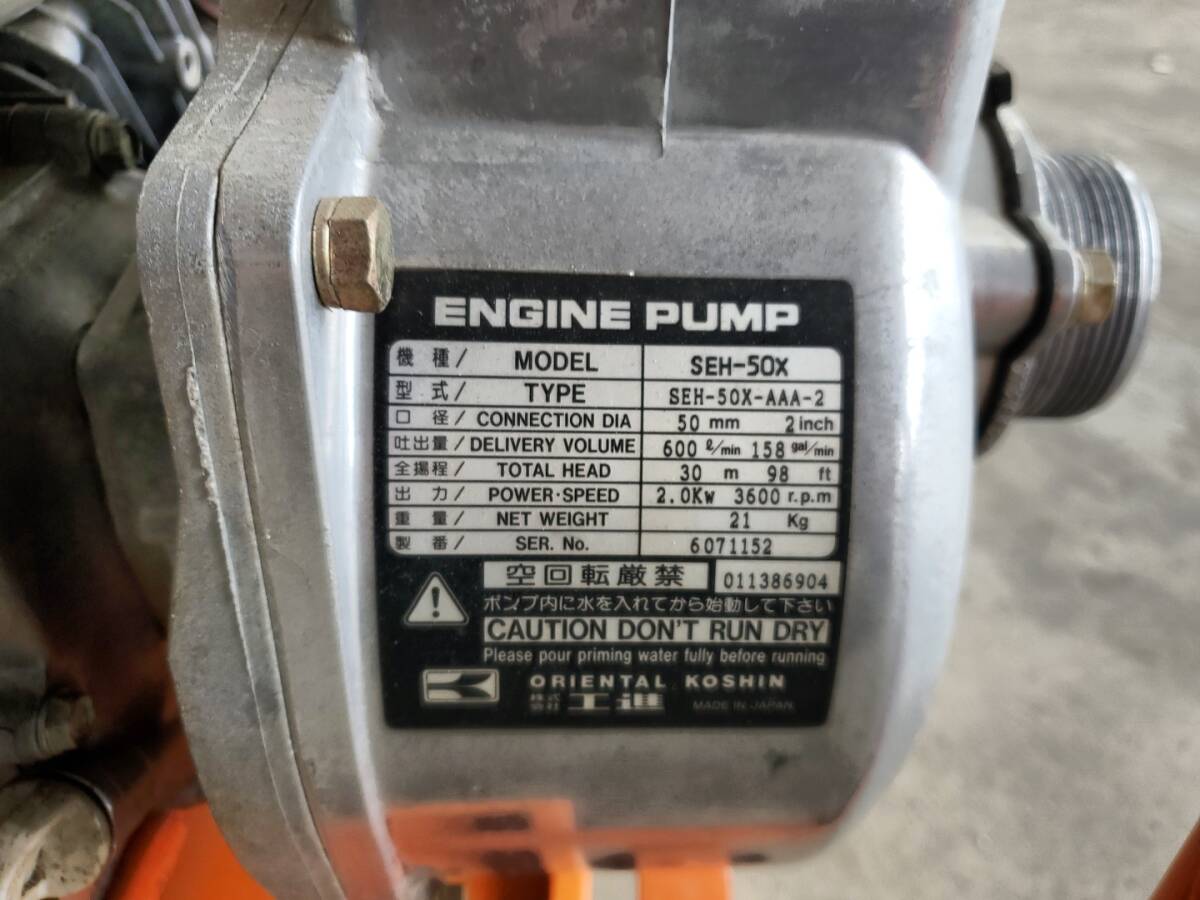 ENGINE PUMP
機種/ MODEL SEH-50X
型式/ TYPE SEH-50X-AAA-2
口径/ CONNECTION DIA 50 mm 2 inch
吐出量/ DELIVERY VOLUME 600 ℓ/min 158 gal/min
全揚程/ TOTAL HEAD 30 m 98 ft
出力/ POWER·SPEED 2.0Kw 3600 r.p.m
重量/ NET WEIGHT 21 Kg
製番/ SER. No. 6071152
空回転厳禁 011386904
ポンプ内に水を入れてから始動して下さい
CAUTION DON'T RUN DRY
Please pour priming water fully before running
ORIENTAL KOSHIN
株式会社 工進 MADE IN JAPAN